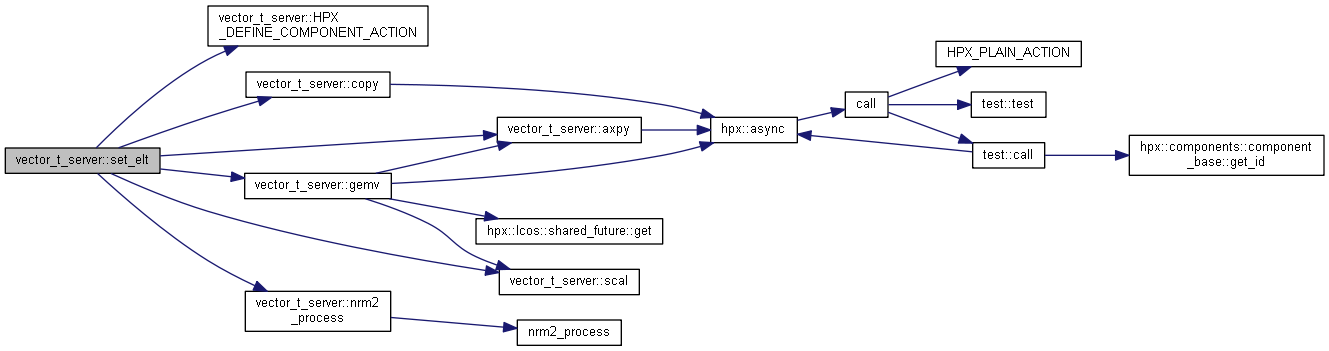 vector_t_server::set_elt
vector_t_server::HPX
_DEFINE_COMPONENT_ACTION
vector_t_server::copy
vector_t_server::axpy
vector_t_server::gemv
hpx::lcos::shared_future::get
vector_t_server::scal
vector_t_server::nrm2
_process
nrm2_process
hpx::async
call
HPX_PLAIN_ACTION
test::test
test::call
hpx::components::component
_base::get_id